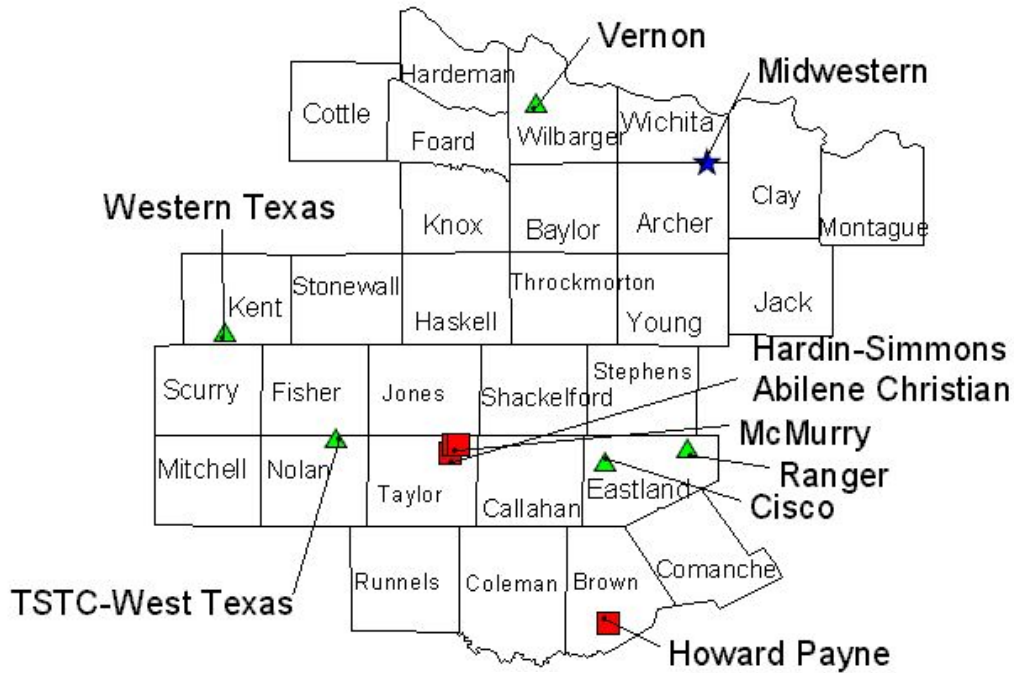 Vernon
Midwestern
Hardeman
Cottle
Foard
Wilbarger
Wichita
Western Texas
Clay
Knox
Baylor
Archer
Montague
Kent
Stonewall
Throckmorton
Jack
Haskell
Young
Hardin-Simmons
Abilene Christian
Scurry
Fisher
Jones
Shackelford
Stephens
McMurry
Mitchell
Nolan
Taylor
Callahan
Eastland
Ranger
Cisco
Runnels
Coleman
Brown
Comanche
TSTC-West Texas
Howard Payne